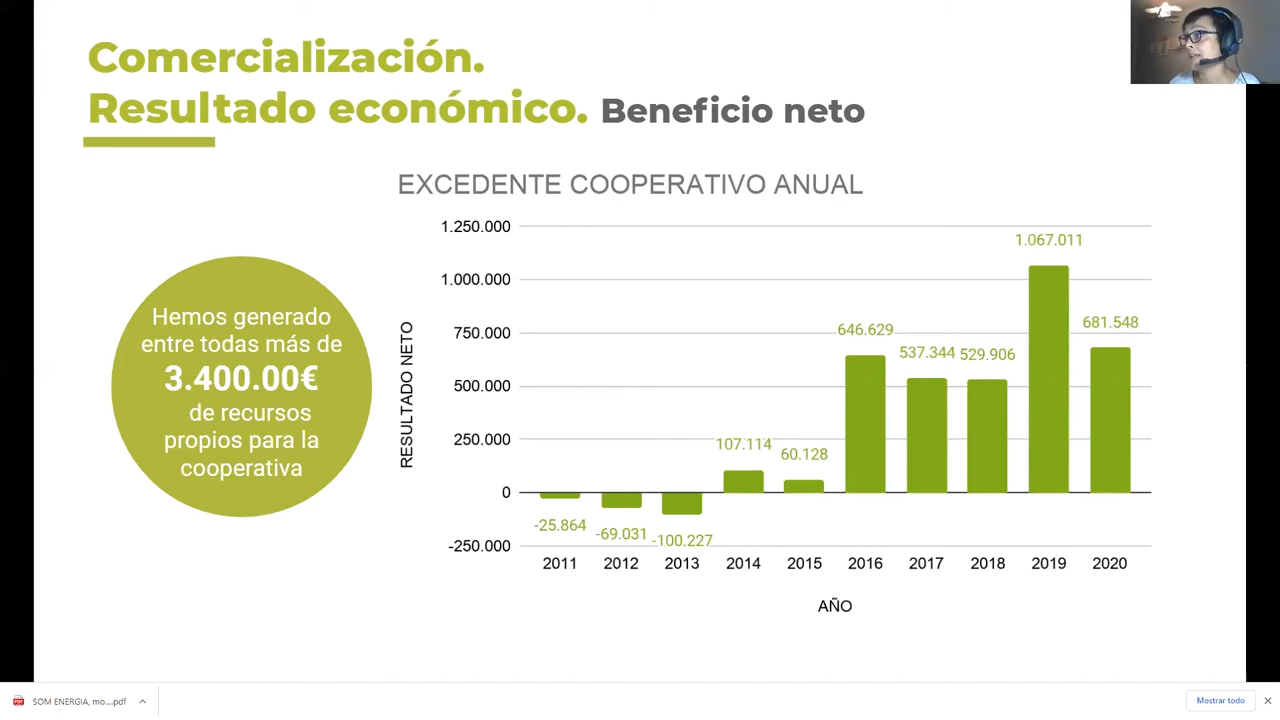 Comercialización.
Resultado económico. Beneficio neto
EXCEDENTE COOPERATIVO ANUAL
Hemos generado
entre todas más de
3.400.00€
de recursos
propios para la
cooperativa
RESULTADO NETO
1.250.000
1.000.000
750.000
500.000
250.000
0
-250.000
-25.864
-69.031
-100.227
107.114
60.128
646.629
537.344
529.906
1.067.011
681.548
2011 2012 2013 2014 2015 2016 2017 2018 2019 2020
AÑO
SOM ENERGIA, mo....pdf
Mostrar todo